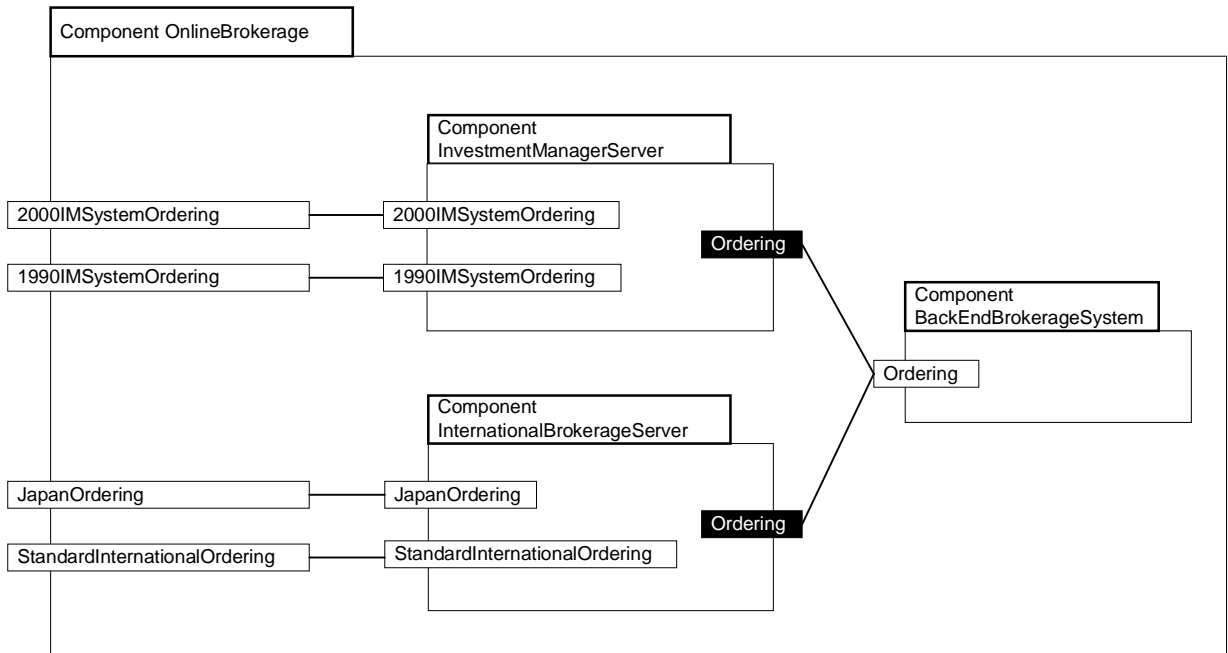 Component OnlineBrokerage
Component
InvestmentManagerServer
2000IMSystemOrdering
2000IMSystemOrdering
Ordering
1990IMSystemOrdering
1990IMSystemOrdering
Component
BackEndBrokerageSystem
Ordering
Component
InternationalBrokerageServer
JapanOrdering
JapanOrdering
Ordering
StandardInternationalOrdering
StandardInternationalOrdering